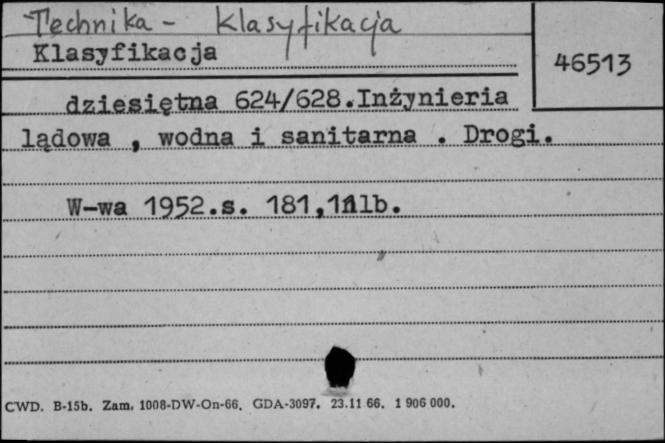 Technika - Klasyfikacja
Klasyfikacja
46513
dziesiętna 624/628.Inżynieria
lądowa , wodna i sanitarna . Drogi.
W-wa 1952.s. 181,1nlb.
CWD. B-15b. Zam. 1008-DW-On-66. GDA-3097. 23.11 66. 1 906 000.